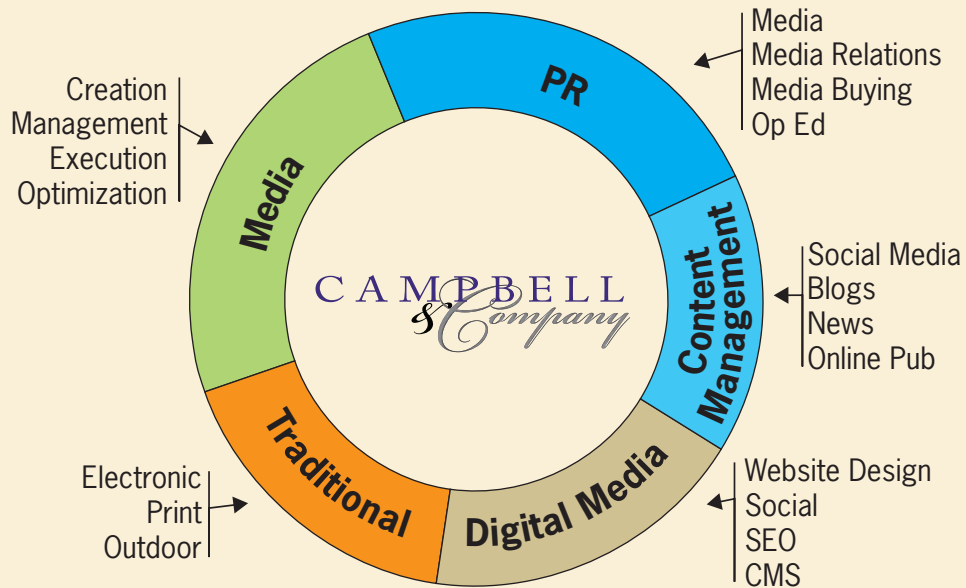 PR
Media
Media Relations
Media Buying
Op Ed
Content
Management
Social Media
Blogs
News
Online Pub
Digital Media
Website Design
Social
SEO
CMS
Traditional
Electronic
Print
Outdoor
Media
Creation
Management
Execution
Optimization
CAMPBELL
& Company